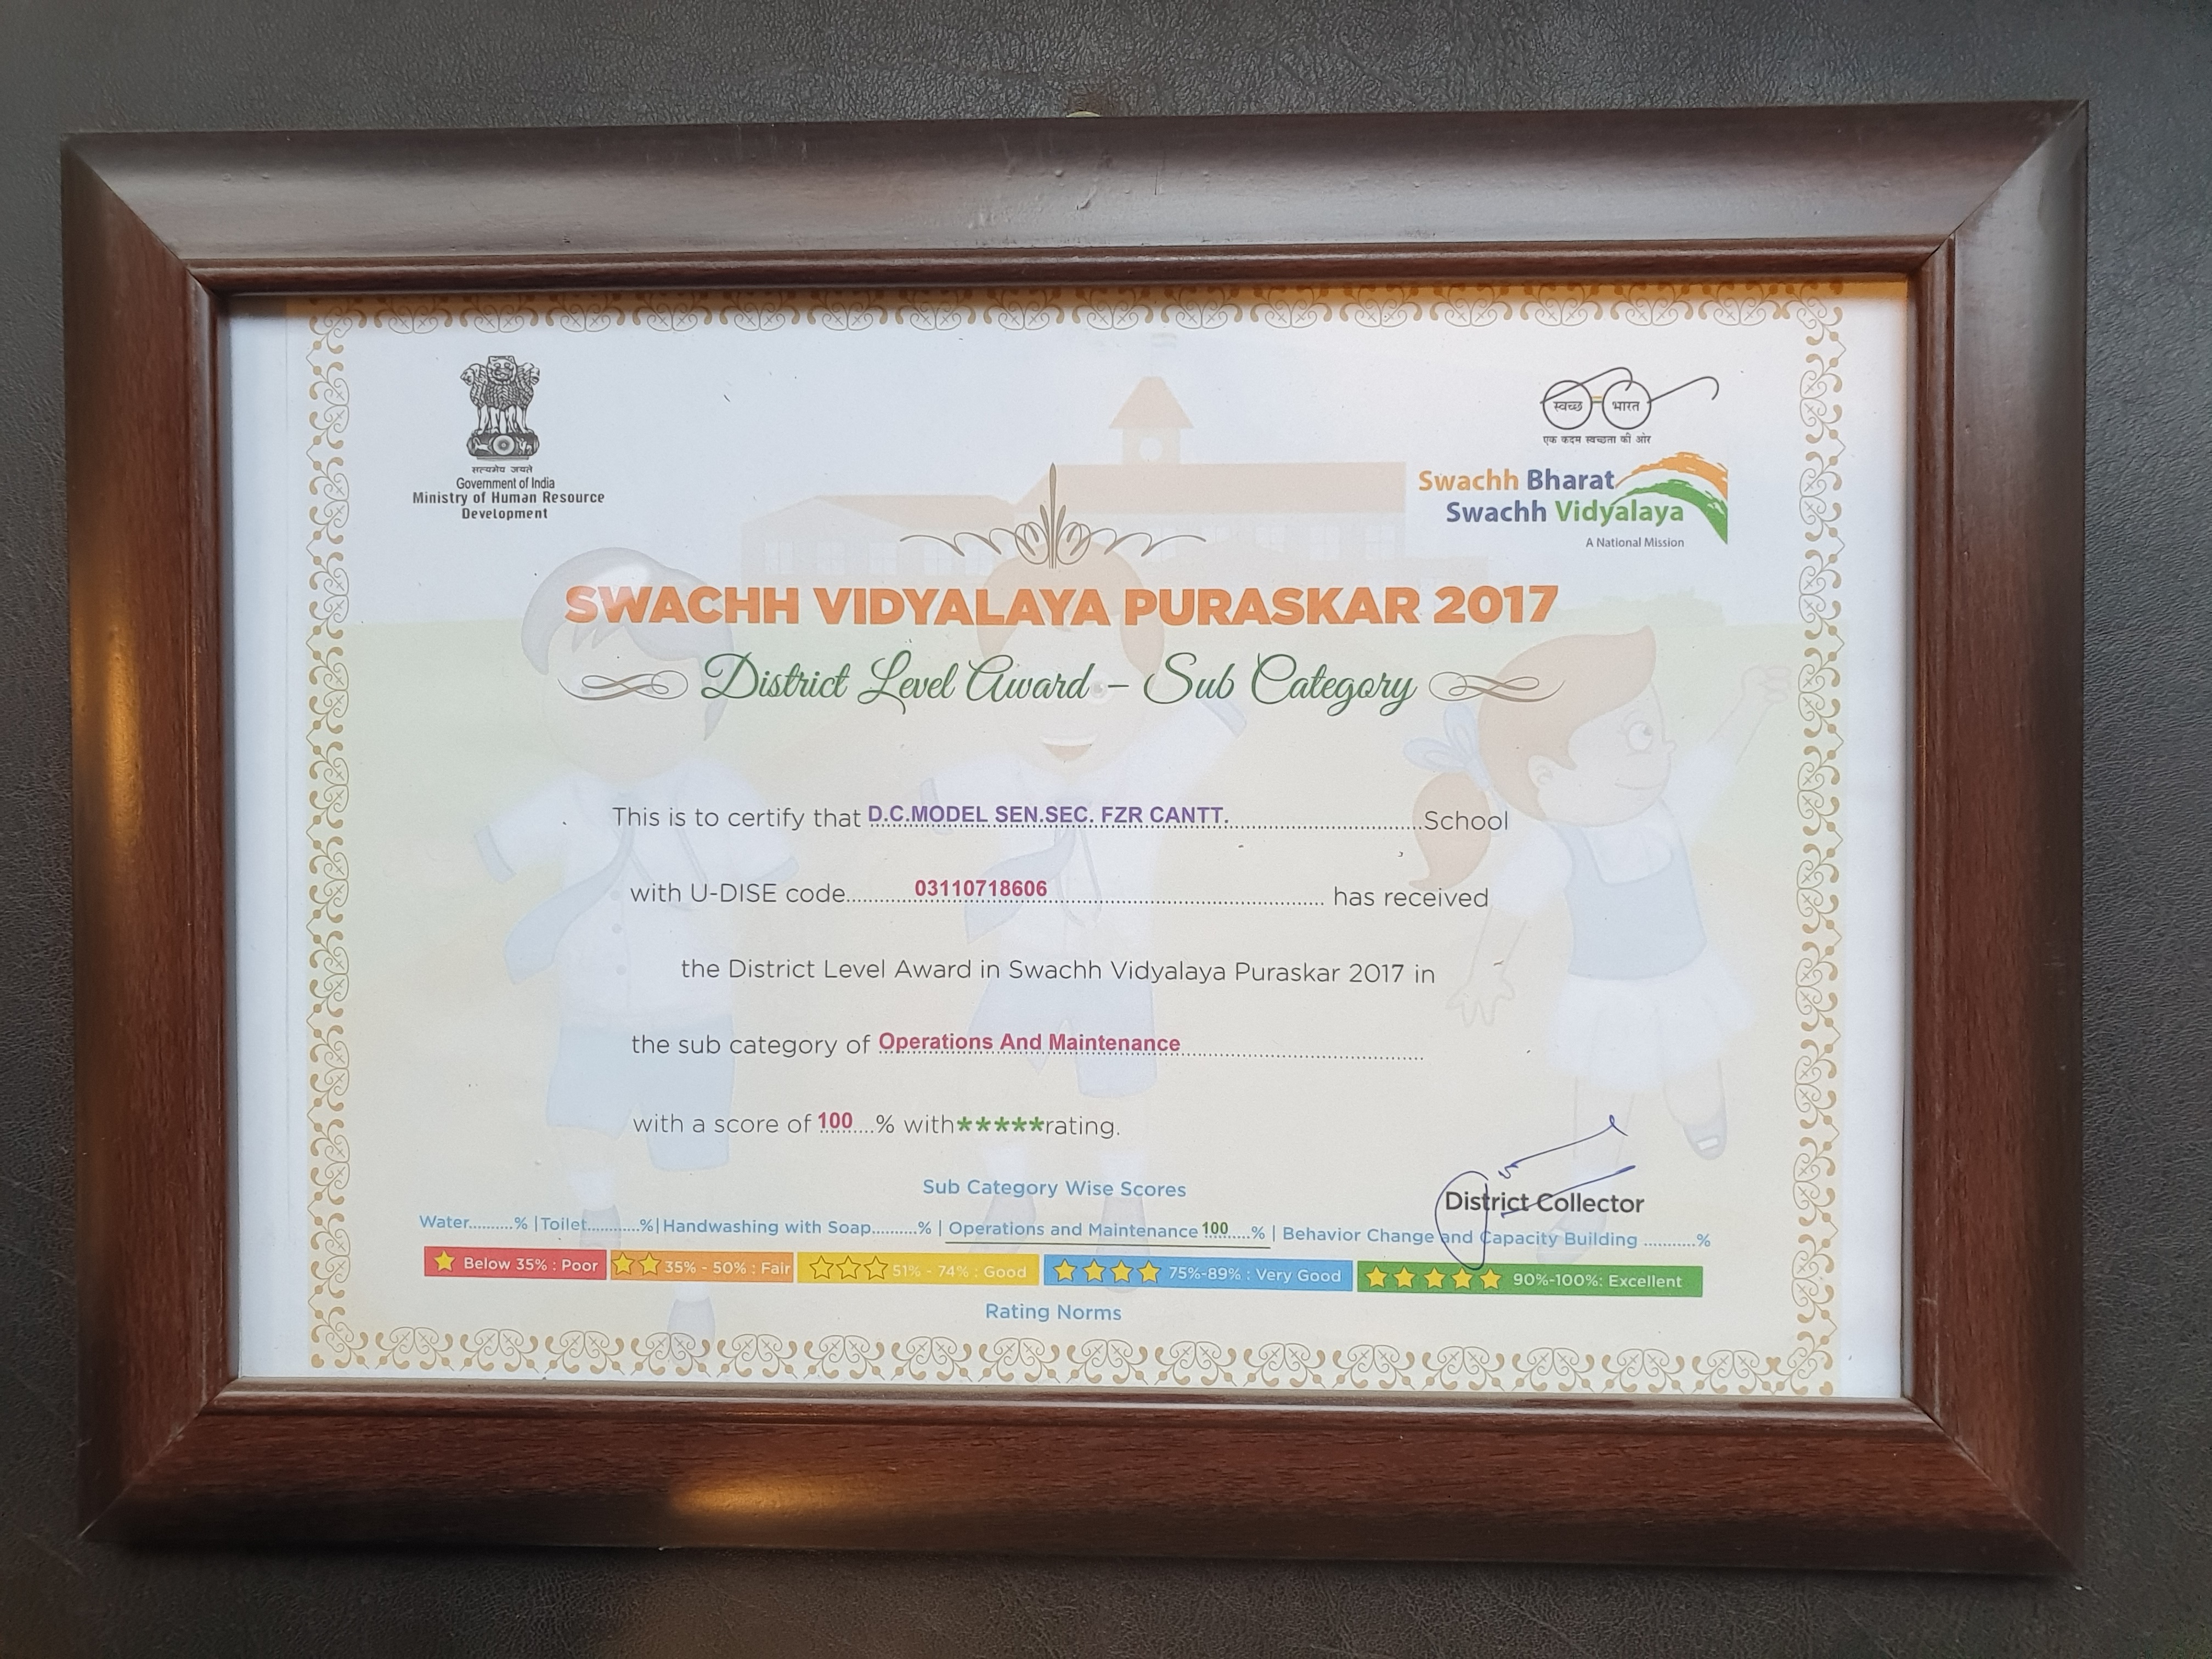 सत्यमेव जयते
Government of India
Ministry of Human Resource
Development
स्वच्छ भारत
एक कदम स्वच्छता की ओर
Swachh Bharat
Swachh Vidyalaya
A National Mission
SWACHH VIDYALAYA PURASKAR 2017
District Level Award – Sub Category
This is to certify that D.C.MODEL SEN.SEC. FZR CANTT. School
with U-DISE code 03110718606 has received
the District Level Award in Swachh Vidyalaya Puraskar 2017 in
the sub category of Operations And Maintenance
with a score of 100....% with*****rating.
District Collector
Sub Category Wise Scores
Water..........% |Toilet............%| Handwashing with Soap..........% | Operations and Maintenance 100.....% | Behavior Change and Capacity Building ...........%
Below 35% : Poor 35% - 50% : Fair 51% - 74% : Good 75%-89% : Very Good 90%-100%: Excellent
Rating Norms